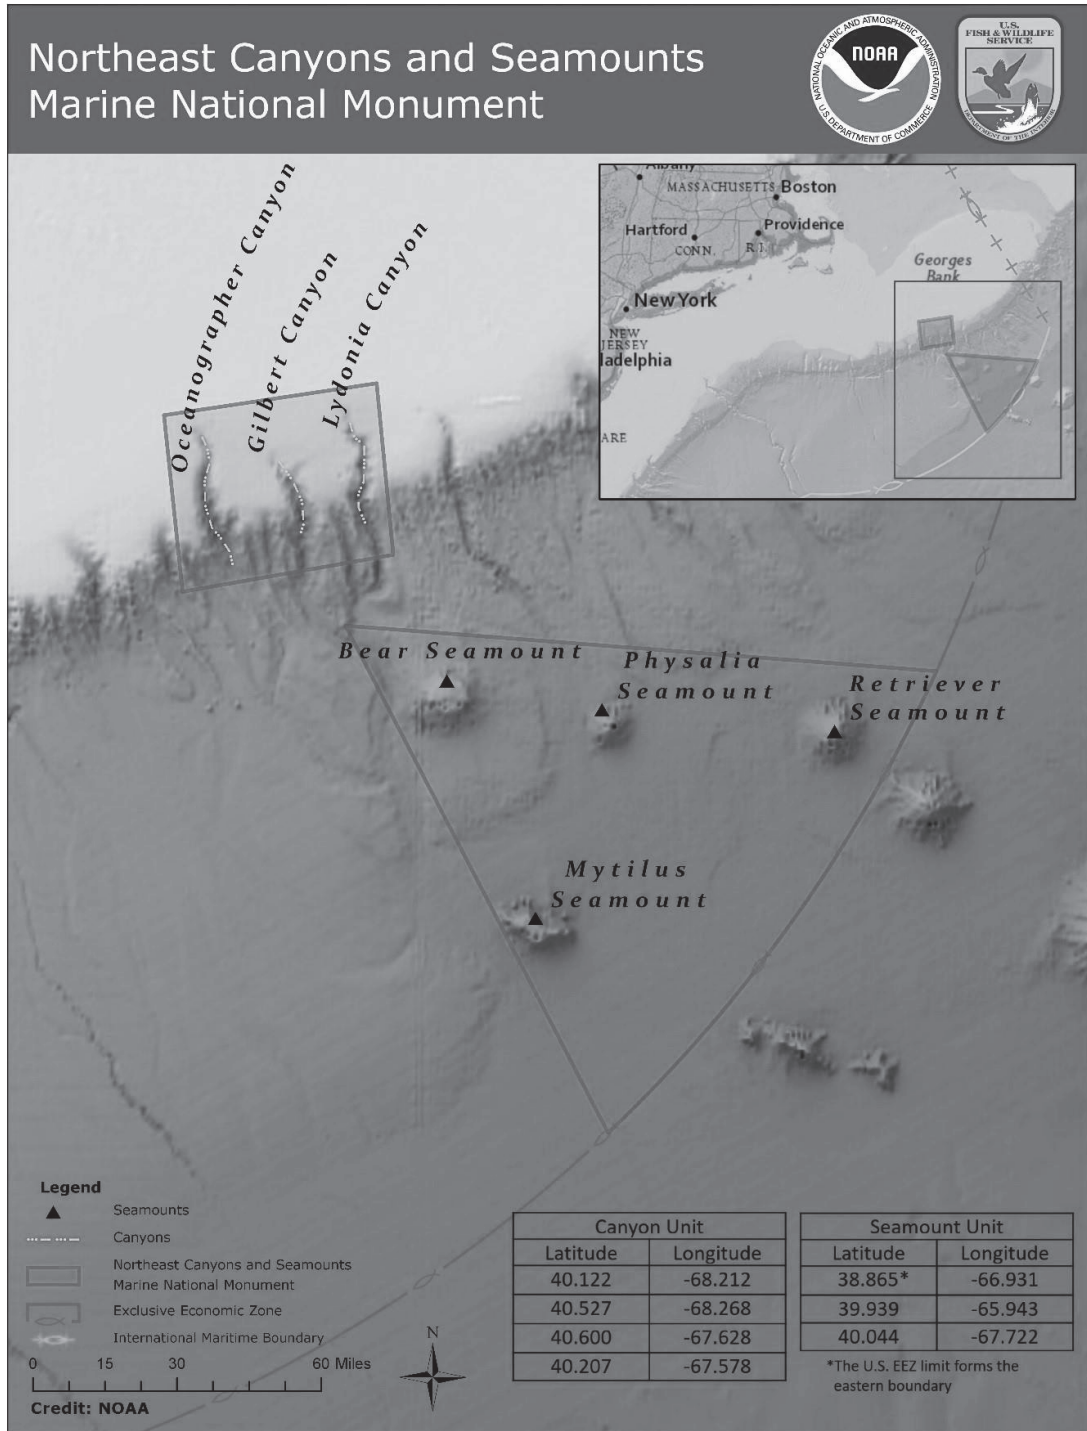 Northeast Canyons and Seamounts
Marine National Monument
NATIONAL OCEANIC AND ATMOSPHERIC ADMINISTRATION
NOAA
U.S. DEPARTMENT OF COMMERCE
U.S.
FISH & WILDLIFE
SERVICE
DEPARTMENT OF THE INTERIOR
Oceanographer Canyon
Gilbert Canyon
Lydonia Canyon
Albany
MASSACHUSETTS
Boston
Hartford
Providence
CONN.
R.I.
Georges
Bank
New York
NEW
JERSEY
ladelphia
ARE
Bear Seamount
Physalia
Seamount
Retriever
Seamount
Mytilus
Seamount
Legend
Seamounts
Canyons
Northeast Canyons and Seamounts
Marine National Monument
Exclusive Economic Zone
International Maritime Boundary
0 15 30 60 Miles
Credit: NOAA
N
Canyon Unit
Latitude Longitude
40.122 -68.212
40.527 -68.268
40.600 -67.628
40.207 -67.578
Seamount Unit
Latitude Longitude
38.865* -66.931
39.939 -65.943
40.044 -67.722
*The U.S. EEZ limit forms the
eastern boundary